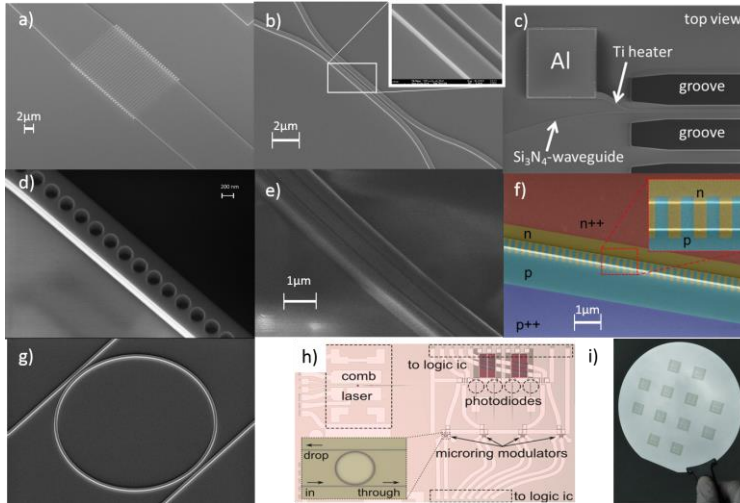 a)
2µm
b)
2µm
c)
top view
Al
Ti heater
groove
groove
Si₃N₄-waveguide
d)
200 nm
e)
1µm
f)
n
n++
n
p
p
p++
1µm
g)
h)
to logic ic
comb
laser
photodiodes
microring modulators
drop
in
through
to logic ic
i)